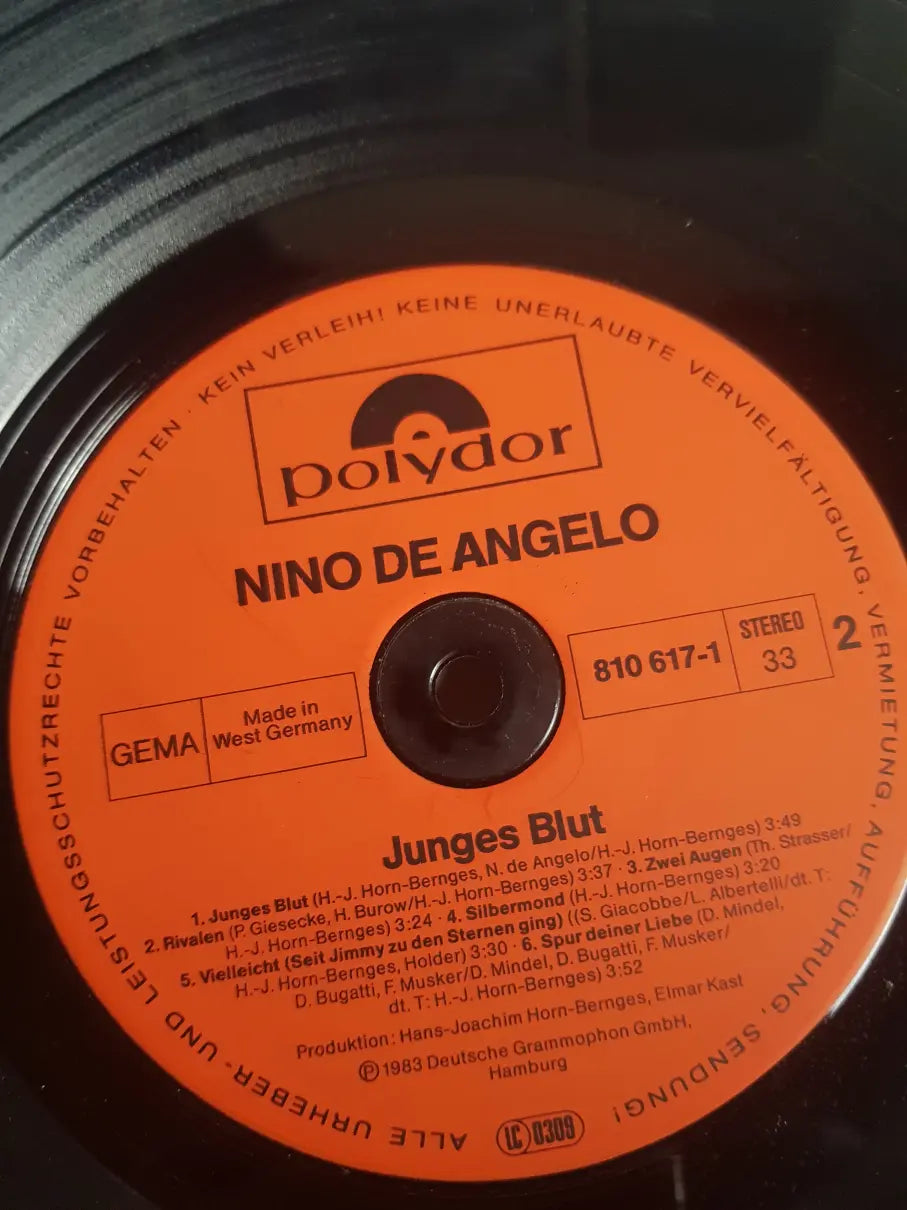 ALLE URHEBER- UND LEISTUNGSSCHUTZRECHTE VORBEHALTEN · KEIN VERLEIH! KEINE UNERLAUBTE VERVIELFÄLTIGUNG, VERMIETUNG, AUFFÜHRUNG, SENDUNG!
polydor
NINO DE ANGELO
GEMA
Made in
West Germany
810 617-1
STEREO
33
2
Junges Blut
1. Junges Blut (H.-J. Horn-Bernges, N. de Angelo/H.-J. Horn-Bernges) 3:49
2. Rivalen (P. Giesecke, H. Burow/H.-J. Horn-Bernges) 3:37 · 3. Zwei Augen (Th. Strasser/
H.-J. Horn-Bernges) 3:24 · 4. Silbermond (H.-J. Horn-Bernges) 3:20
5. Vielleicht (Seit Jimmy zu den Sternen ging) ((S. Giacobbe/L. Albertelli/dt. T:
H.-J. Horn-Bernges, Holder) 3:30 · 6. Spur deiner Liebe (D. Mindel,
D. Bugatti, F. Musker/D. Mindel, D. Bugatti, F. Musker/
dt. T: H.-J. Horn-Bernges) 3:52
Produktion: Hans-Joachim Horn-Bernges, Elmar Kast
Ⓟ 1983 Deutsche Grammophon GmbH,
Hamburg
LC 0309